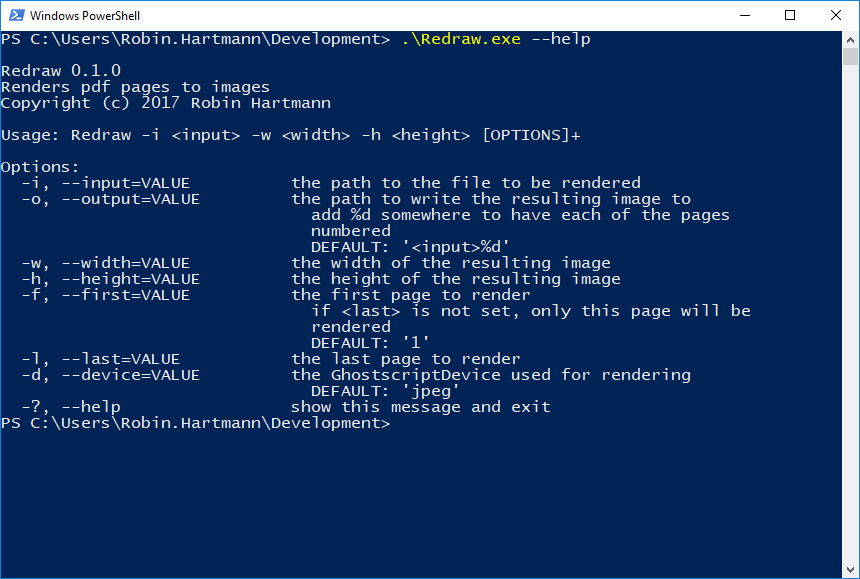 Windows PowerShell
PS C:\Users\Robin.Hartmann\Development> .\Redraw.exe --help
Redraw 0.1.0
Renders pdf pages to images
Copyright (c) 2017 Robin Hartmann
Usage: Redraw -i <input> -w <width> -h <height> [OPTIONS]+
Options:
  -i, --input=VALUE          the path to the file to be rendered
  -o, --output=VALUE         the path to write the resulting image to
                               add %d somewhere to have each of the pages
                               numbered
                               DEFAULT: '<input>%d'
  -w, --width=VALUE          the width of the resulting image
  -h, --height=VALUE         the height of the resulting image
  -f, --first=VALUE          the first page to render
                               if <last> is not set, only this page will be
                               rendered
                               DEFAULT: '1'
  -l, --last=VALUE           the last page to render
  -d, --device=VALUE         the GhostscriptDevice used for rendering
                               DEFAULT: 'jpeg'
  -?, --help                 show this message and exit
PS C:\Users\Robin.Hartmann\Development>